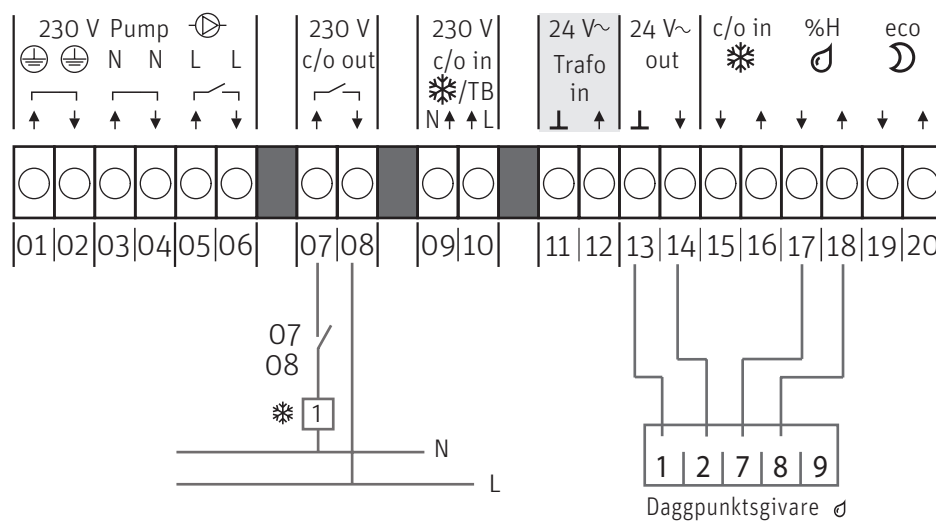 230 V Pump 230 V 230 V 24 V~ 24 V~ c/o in %H eco
N N L L c/o out c/o in Trafo out
/TB in
N L
01 02 03 04 05 06 07 08 09 10 11 12 13 14 15 16 17 18 19 20
07
08
1
N
L
1 2 7 8 9
Daggpunktsgivare